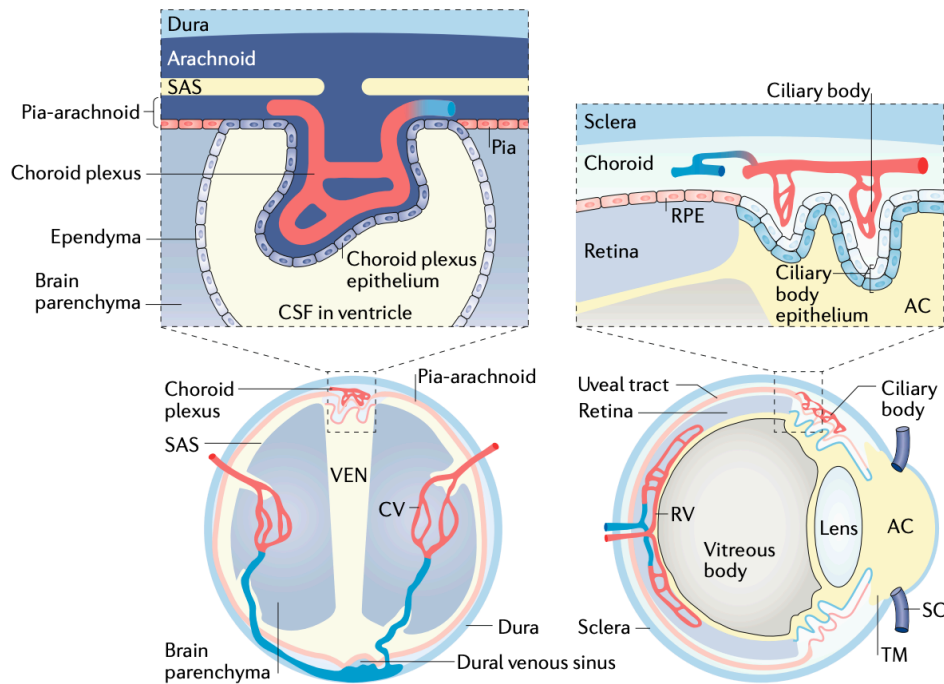 Dura
Arachnoid
SAS
Pia-arachnoid
Pia
Choroid plexus
Ependyma
Choroid plexus
epithelium
Brain
parenchyma
CSF in ventricle
Ciliary body
Sclera
Choroid
RPE
Retina
Ciliary
body
epithelium
AC
Choroid
plexus
Pia-arachnoid
SAS
VEN
CV
Brain
parenchyma
Dura
Dural venous sinus
Uveal tract
Retina
Ciliary
body
RV
Vitreous
body
Lens
AC
Sclera
SC
TM